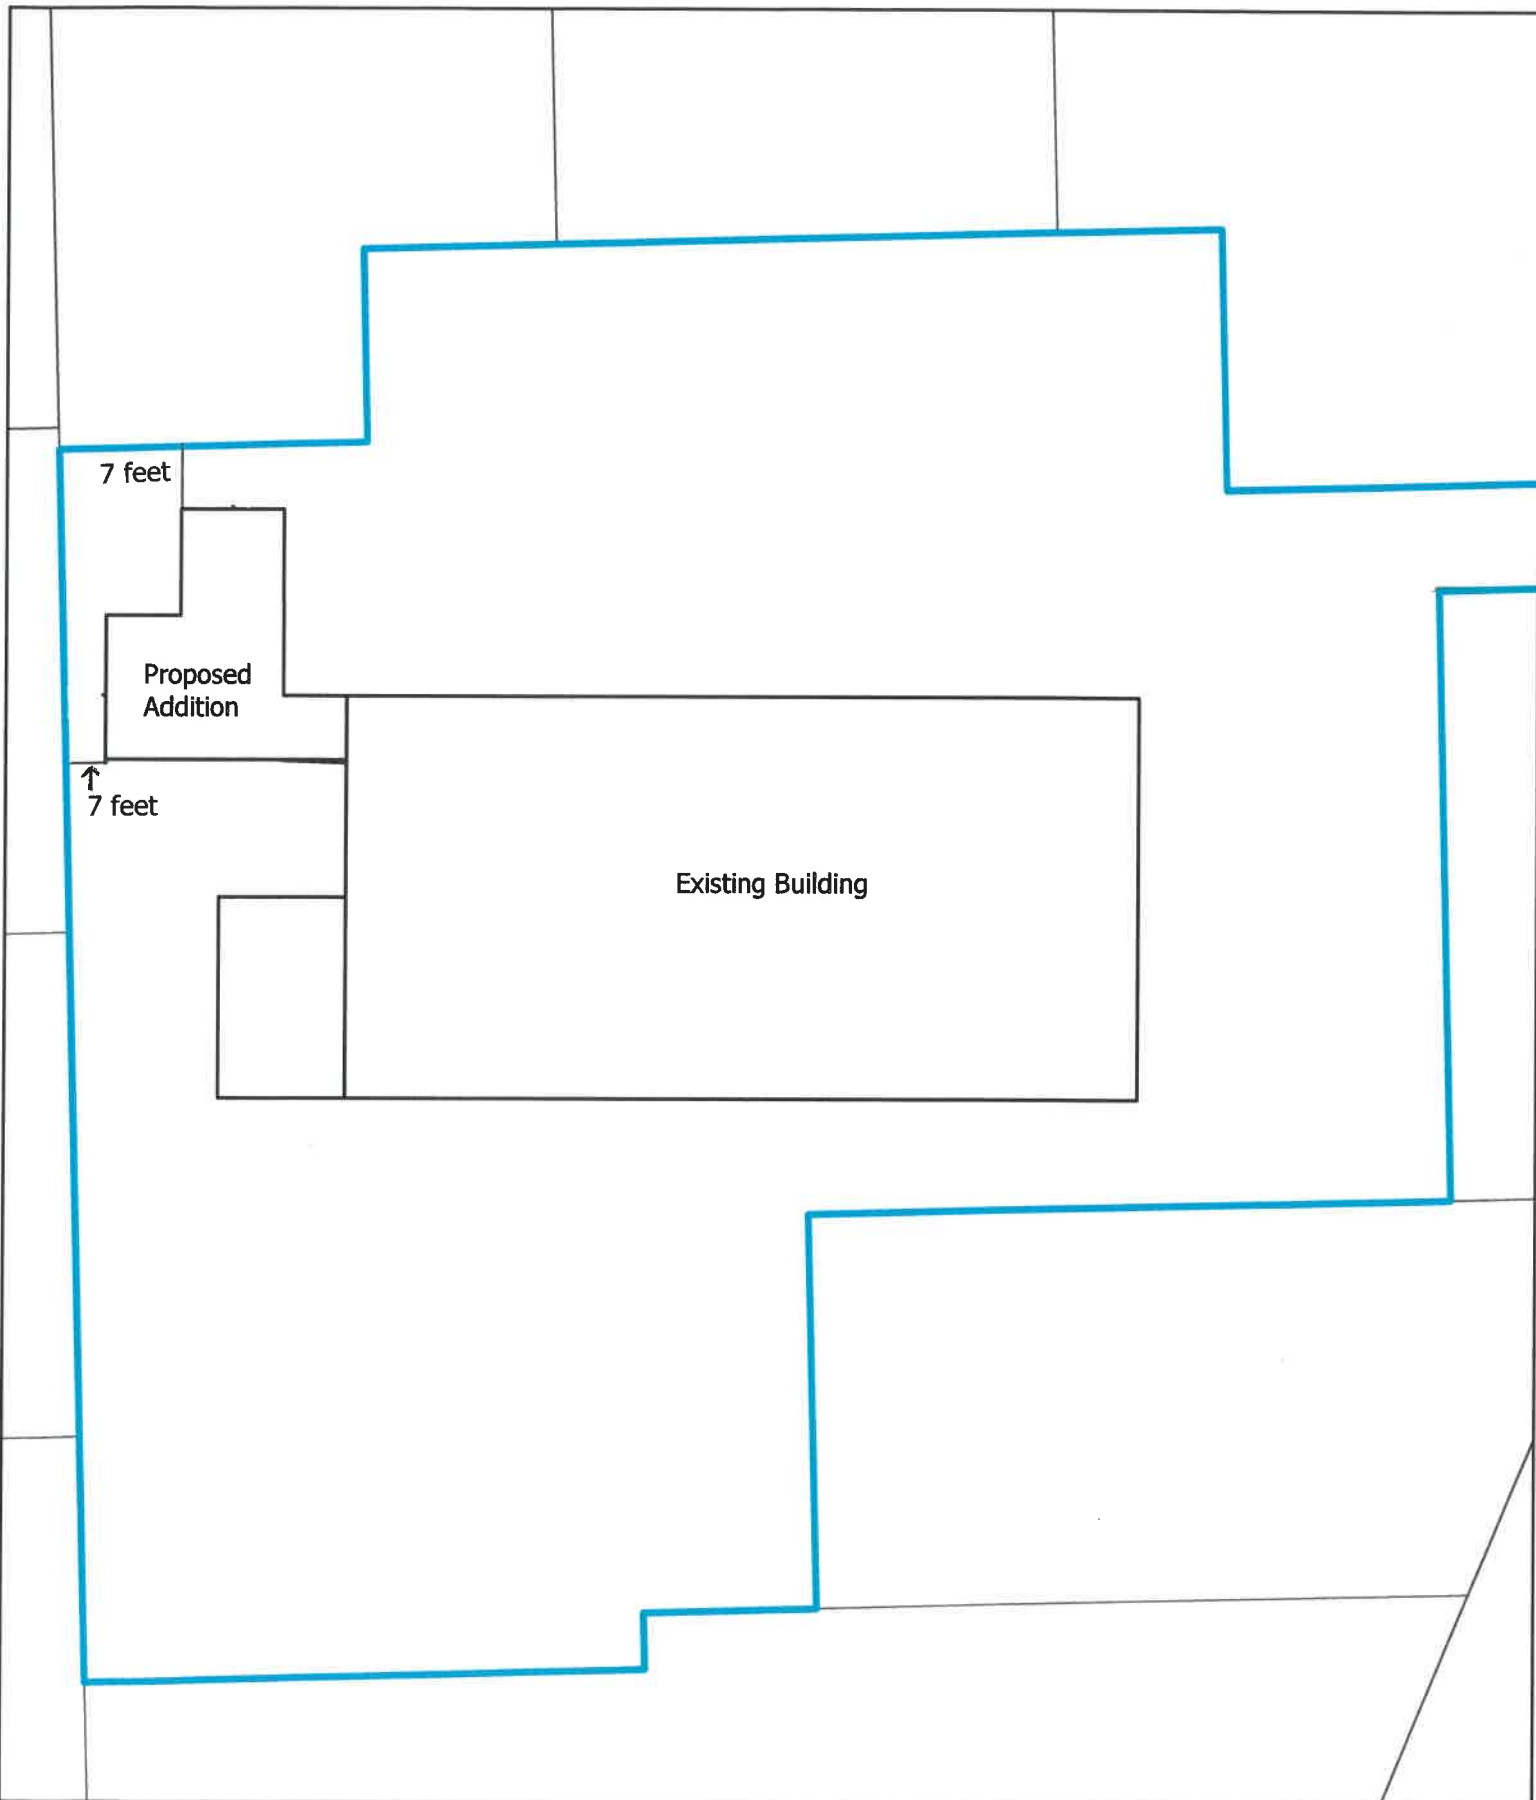 7 feet
Proposed
Addition
↑
7 feet
Existing Building